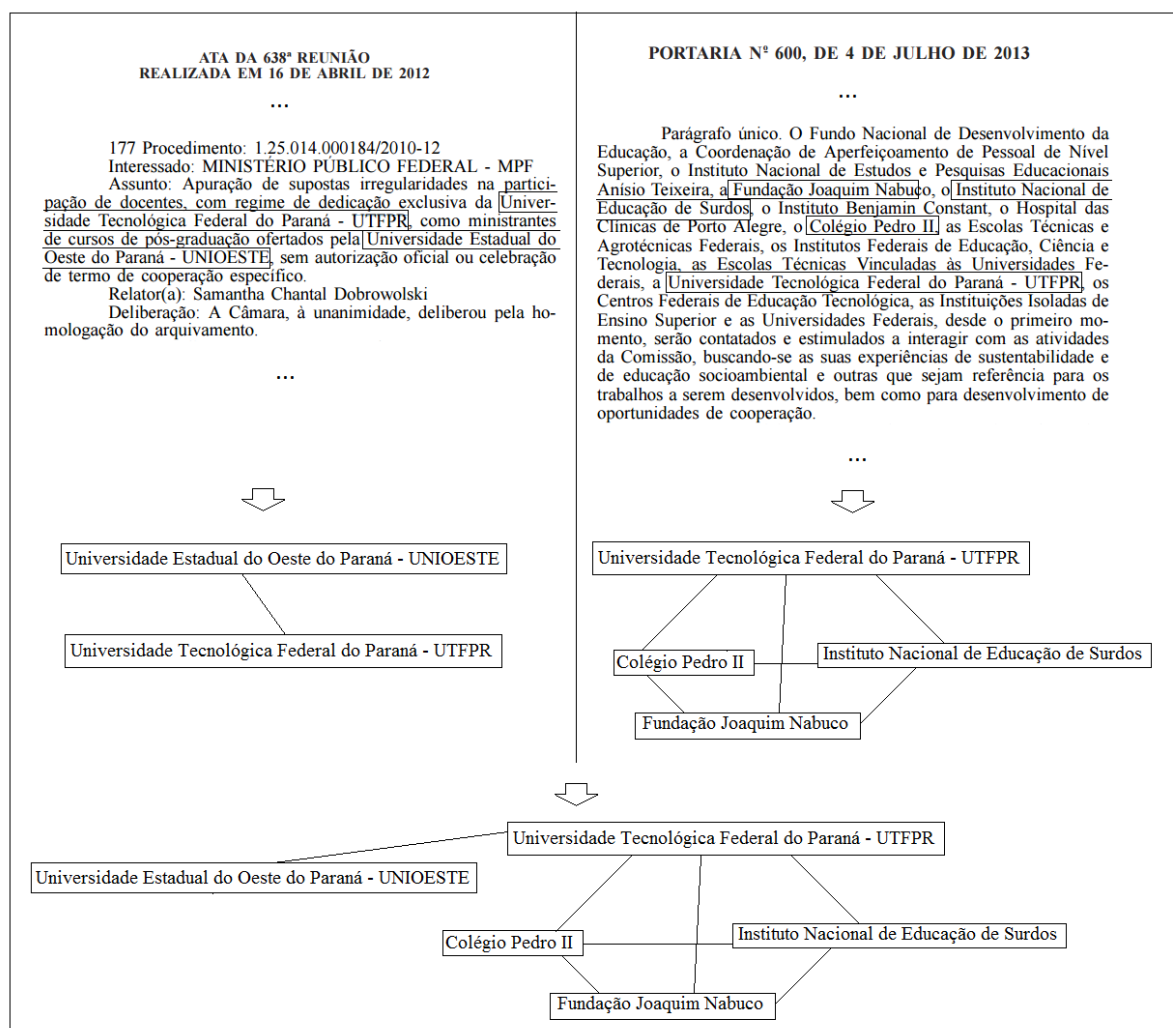 ATA DA 638ª REUNIÃO
REALIZADA EM 16 DE ABRIL DE 2012
...
177 Procedimento: 1.25.014.000184/2010-12
Interessado: MINISTÉRIO PÚBLICO FEDERAL - MPF
Assunto: Apuração de supostas irregularidades na partici-
pação de docentes, com regime de dedicação exclusiva da Univer-
sidade Tecnológica Federal do Paraná - UTFPR, como ministrantes
de cursos de pós-graduação ofertados pela Universidade Estadual do
Oeste do Paraná - UNIOESTE, sem autorização oficial ou celebração
de termo de cooperação específico.
Relator(a): Samantha Chantal Dobrowolski
Deliberação: A Câmara, à unanimidade, deliberou pela ho-
mologação do arquivamento.
...
PORTARIA Nº 600, DE 4 DE JULHO DE 2013
...
Parágrafo único. O Fundo Nacional de Desenvolvimento da
Educação, a Coordenação de Aperfeiçoamento de Pessoal de Nível
Superior, o Instituto Nacional de Estudos e Pesquisas Educacionais
Anísio Teixeira, a Fundação Joaquim Nabuco, o Instituto Nacional de
Educação de Surdos, o Instituto Benjamin Constant, o Hospital das
Clínicas de Porto Alegre, o Colégio Pedro II, as Escolas Técnicas e
Agrotécnicas Federais, os Institutos Federais de Educação, Ciência e
Tecnologia, as Escolas Técnicas Vinculadas às Universidades Fe-
derais, a Universidade Tecnológica Federal do Paraná - UTFPR, os
Centros Federais de Educação Tecnológica, as Instituições Isoladas de
Ensino Superior e as Universidades Federais, desde o primeiro mo-
mento, serão contatados e estimulados a interagir com as atividades
da Comissão, buscando-se as suas experiências de sustentabilidade e
de educação socioambiental e outras que sejam referência para os
trabalhos a serem desenvolvidos, bem como para desenvolvimento de
oportunidades de cooperação.
...
Universidade Estadual do Oeste do Paraná - UNIOESTE
Universidade Tecnológica Federal do Paraná - UTFPR
Universidade Tecnológica Federal do Paraná - UTFPR
Colégio Pedro II
Instituto Nacional de Educação de Surdos
Fundação Joaquim Nabuco
Universidade Tecnológica Federal do Paraná - UTFPR
Universidade Estadual do Oeste do Paraná - UNIOESTE
Colégio Pedro II
Instituto Nacional de Educação de Surdos
Fundação Joaquim Nabuco